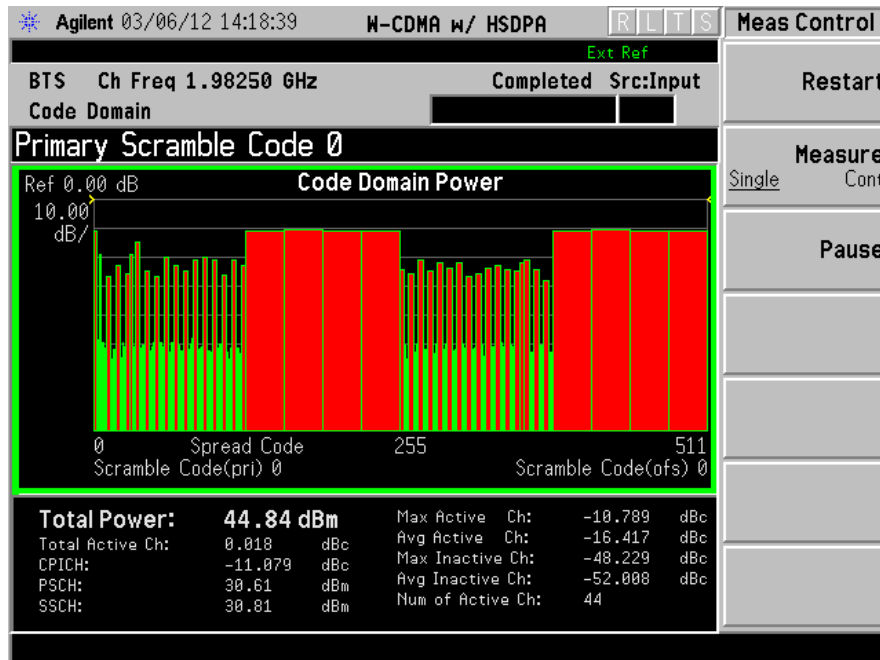 Agilent 03/06/12 14:18:39 W-CDMA w/ HSDPA R L T S Meas Control
Ext Ref
BTS Ch Freq 1.98250 GHz Completed Src:Input
Code Domain
Restart
Primary Scramble Code 0
Measure
Single Cont
Ref 0.00 dB Code Domain Power
10.00
dB/
Pause
0 Spread Code 255 511
Scramble Code(pri) 0 Scramble Code(ofs) 0
Total Power: 44.84 dBm
Total Active Ch: 0.018 dBc
CPICH: -11.079 dBc
PSCH: 30.61 dBm
SSCH: 30.81 dBm
Max Active Ch: -10.789 dBc
Avg Active Ch: -16.417 dBc
Max Inactive Ch: -48.229 dBc
Avg Inactive Ch: -52.008 dBc
Num of Active Ch: 44